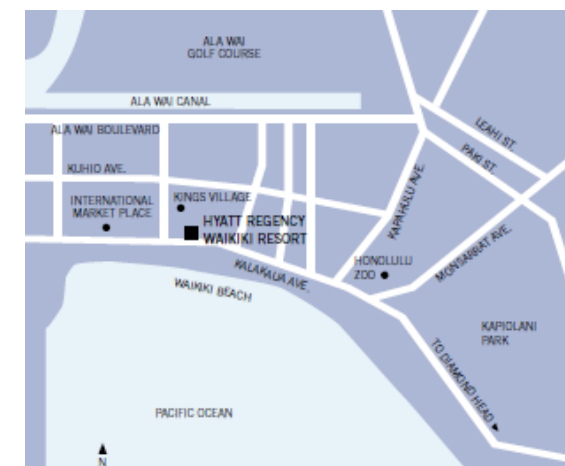 ALA WAI
GOLF COURSE
ALA WAI CANAL
ALA WAI BOULEVARD
LEAHI ST.
PAKI ST.
KUHIO AVE.
KAPAHULU AVE.
INTERNATIONAL
MARKET PLACE
KINGS VILLAGE
HYATT REGENCY
WAIKIKI RESORT
MONSARRAT AVE.
KALAKAUA AVE.
HONOLULU
ZOO
WAIKIKI BEACH
KAPIOLANI
PARK
TO DIAMOND HEAD
PACIFIC OCEAN
N